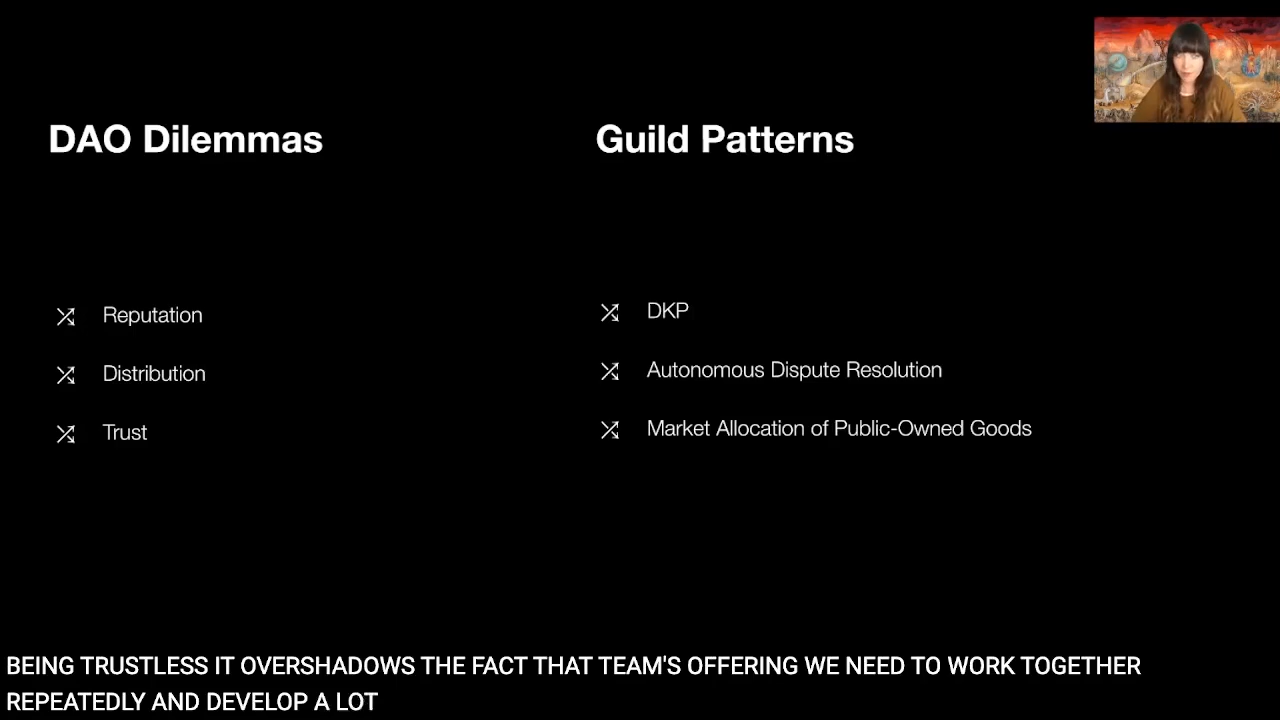 DAO Dilemmas
Guild Patterns
Reputation
Distribution
Trust
DKP
Autonomous Dispute Resolution
Market Allocation of Public-Owned Goods
BEING TRUSTLESS IT OVERSHADOWS THE FACT THAT TEAM'S OFFERING WE NEED TO WORK TOGETHER
REPEATEDLY AND DEVELOP A LOT